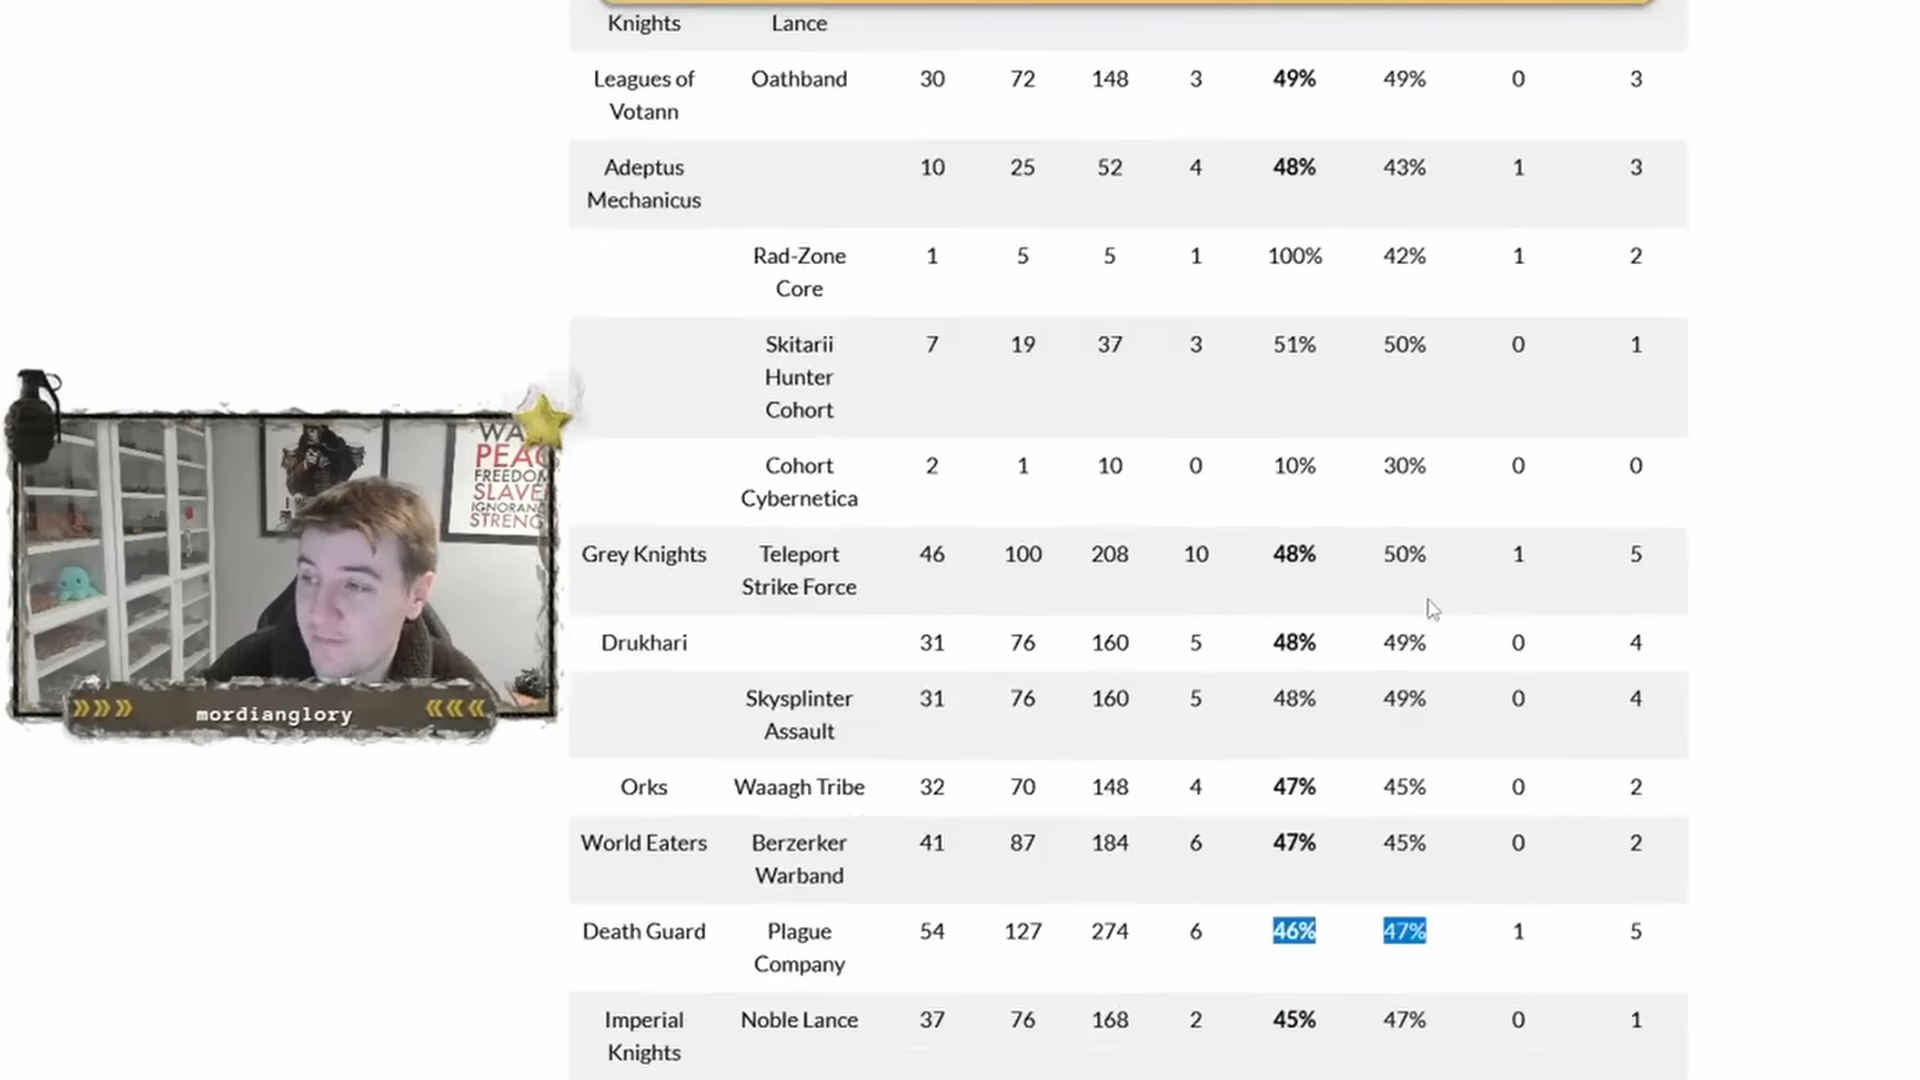 Knights Lance
Leagues of Oathband 30 72 148 3 49% 49% 0 3
Votann
Adeptus 10 25 52 4 48% 43% 1 3
Mechanicus
Rad-Zone 1 5 5 1 100% 42% 1 2
Core
Skitarii 7 19 37 3 51% 50% 0 1
Hunter
Cohort
Cohort 2 1 10 0 10% 30% 0 0
Cybernetica
Grey Knights Teleport 46 100 208 10 48% 50% 1 5
Strike Force
Drukhari 31 76 160 5 48% 49% 0 4
Skysplinter 31 76 160 5 48% 49% 0 4
Assault
Orks Waaagh Tribe 32 70 148 4 47% 45% 0 2
World Eaters Berzerker 41 87 184 6 47% 45% 0 2
Warband
Death Guard Plague 54 127 274 6 46% 47% 1 5
Company
Imperial Noble Lance 37 76 168 2 45% 47% 0 1
Knights
WA
PEAC
FREEDOM
SLAVE
IGNORANC
STRENG
mordianglory